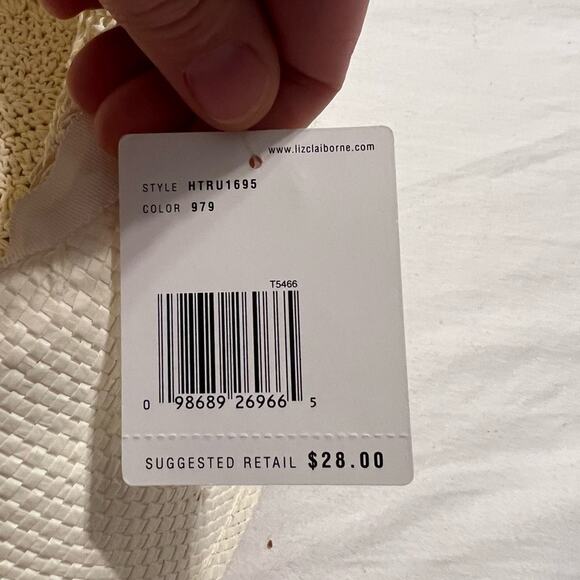 www.lizclaiborne.com
STYLE HTRU1695
COLOR 979
T5466
0 98689 26966 5
SUGGESTED RETAIL $28.00